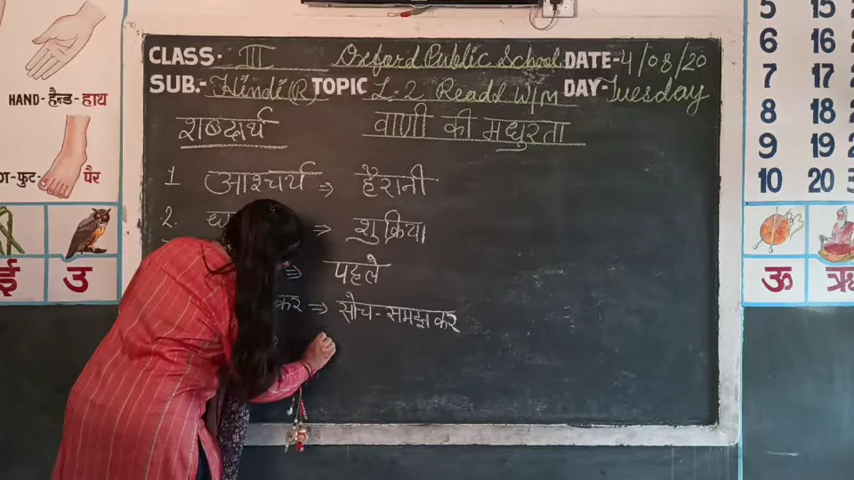 CLASS:- III Oxford Public School DATE- 4/08/20
SUB.- Hindi(R) TOPIC L-2 Read & W/M DAY- Tuesday
शब्दार्थ वाणी की मधुरता
1 आश्चर्य ⇒ हैरानी
2. ⇒ शुक्रिया
⇒ पहले
कर ⇒ सोच-समझकर
HAND-हैन्ड-हाथ
फुट पैर
ई उ
5 15
6 16
7 17
8 18
9 19
10 20
ऊ ऋ